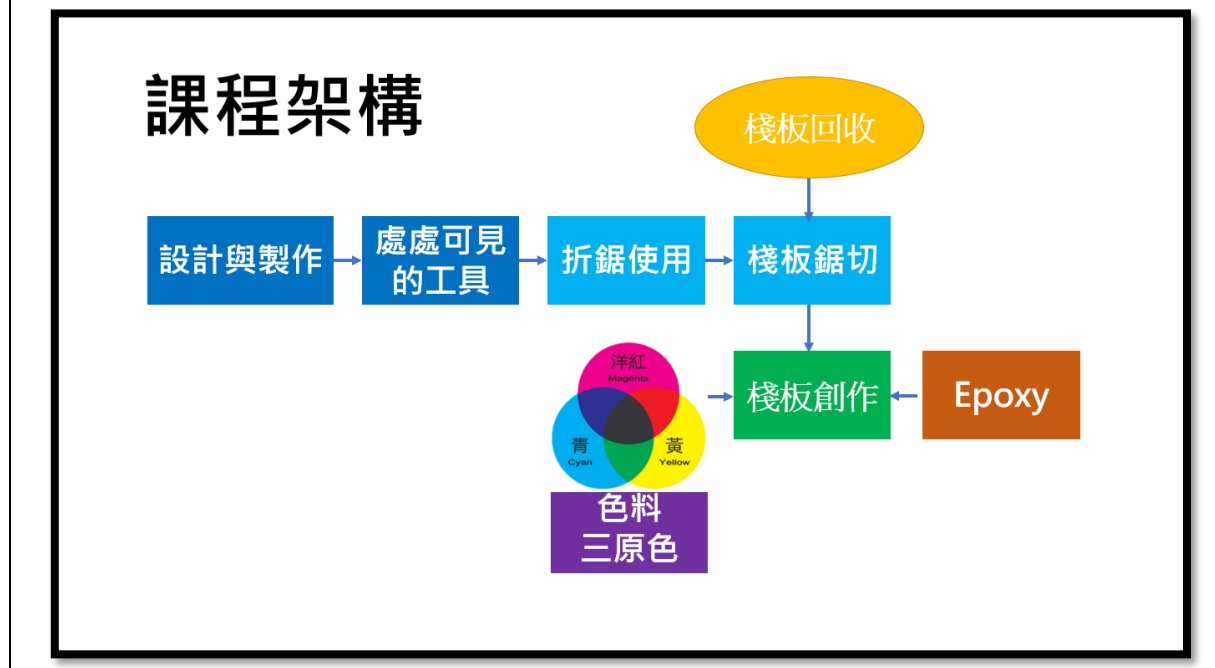 課程架構
棧板回收
設計與製作
處處可見
的工具
折鋸使用
棧板鋸切
洋紅
Magenta
青
Cyan
黃
Yellow
棧板創作
Epoxy
色料
三原色